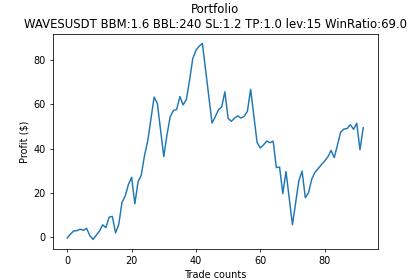 Portfolio
WAVESUSDT BBM:1.6 BBL:240 SL:1.2 TP:1.0 lev:15 WinRatio:69.0
80
60
40
20
0
Profit ($)
0 20 40 60 80
Trade counts